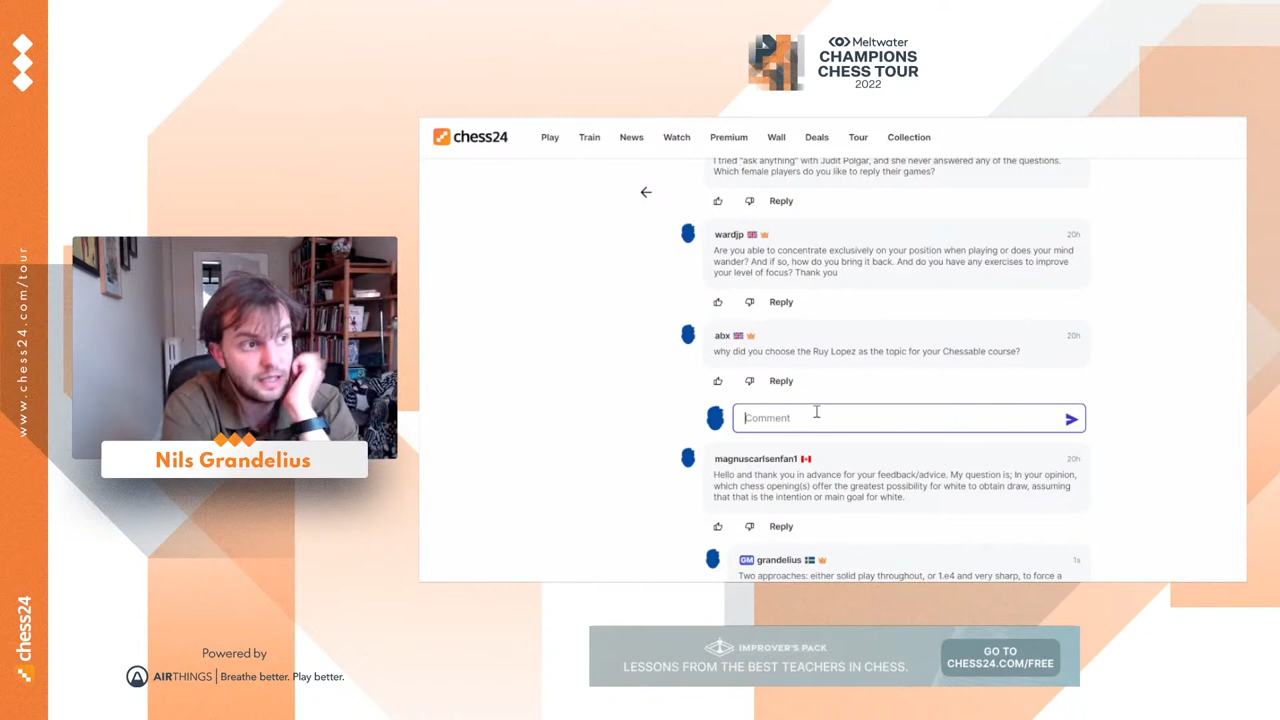 Meltwater
CHAMPIONS
CHESS TOUR
2022
www.chess24.com/tour
chess24
chess24 Play Train News Watch Premium Wall Deals Tour Collection
I tried "ask anything" with Judit Polgar, and she never answered any of the questions.
Which female players do you like to reply their games?
Reply
wardjp 20h
Are you able to concentrate exclusively on your position when playing or does your mind
wander? And if so, how do you bring it back. And do you have any exercises to improve
your level of focus? Thank you
Reply
abx 20h
why did you choose the Ruy Lopez as the topic for your Chessable course?
Reply
Comment
magnuscarlsenfan1 20h
Hello and thank you in advance for your feedback/advice. My question is; In your opinion,
which chess opening(s) offer the greatest possibility for white to obtain draw, assuming
that that is the intention or main goal for white.
Reply
GM grandelius 1s
Two approaches: either solid play throughout, or 1.e4 and very sharp, to force a
Nils Grandelius
Powered by
AIRTHINGS | Breathe better. Play better.
IMPROVER'S PACK
LESSONS FROM THE BEST TEACHERS IN CHESS.
GO TO
CHESS24.COM/FREE